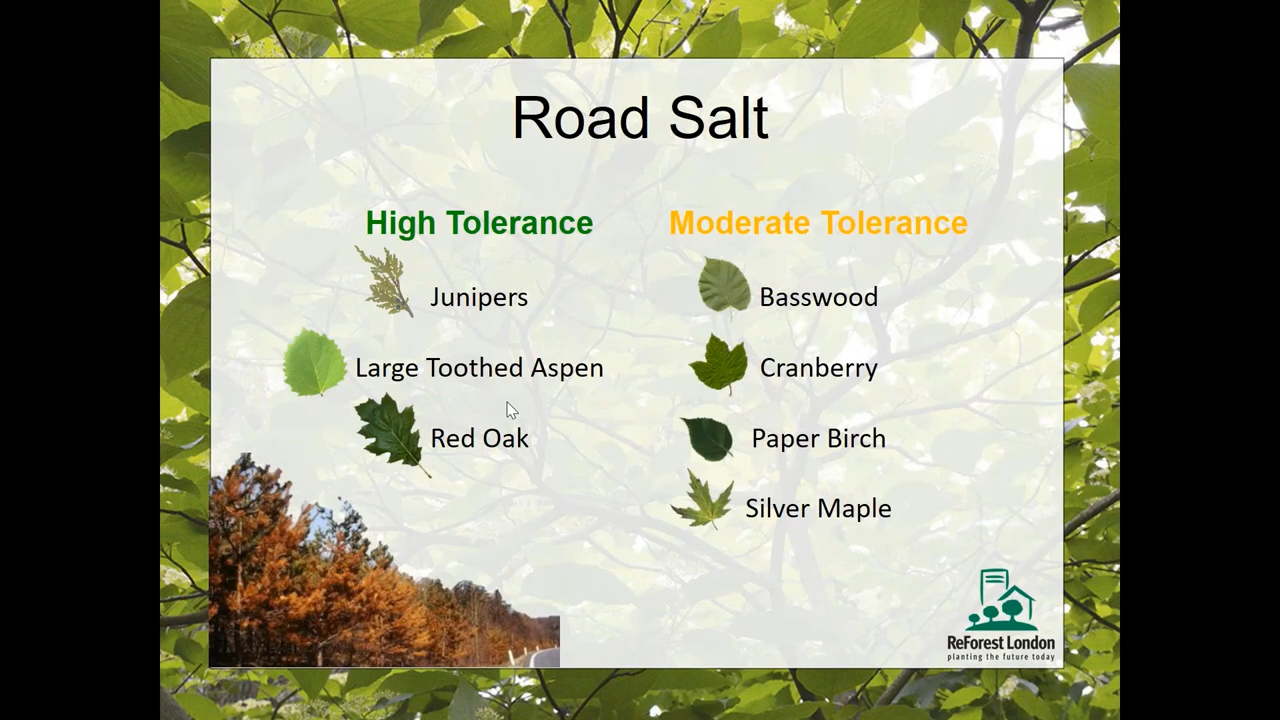 Road Salt
High Tolerance
Junipers
Large Toothed Aspen
Red Oak
Moderate Tolerance
Basswood
Cranberry
Paper Birch
Silver Maple
ReForest London
planting the future today